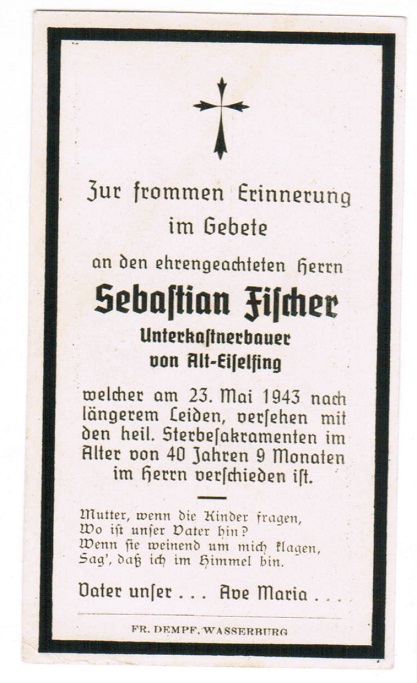 Zur frommen Erinnerung
im Gebete
an den ehrengeachteten Herrn
Sebaſtian Fiſcher
Unterkaſtnerbauer
von Alt-Eiſelfing
welcher am 23. Mai 1943 nach
längerem Leiden, verſehen mit
den heil. Sterbeſakramenten im
Alter von 40 Jahren 9 Monaten
im Herrn verſchieden iſt.
Mutter, wenn die Kinder fragen,
Wo iſt unſer Vater hin?
Wenn ſie weinend um mich klagen,
Sag', daß ich im Himmel bin.
Vater unſer . . . Ave Maria . . .
FR. DEMPF, WASSERBURG